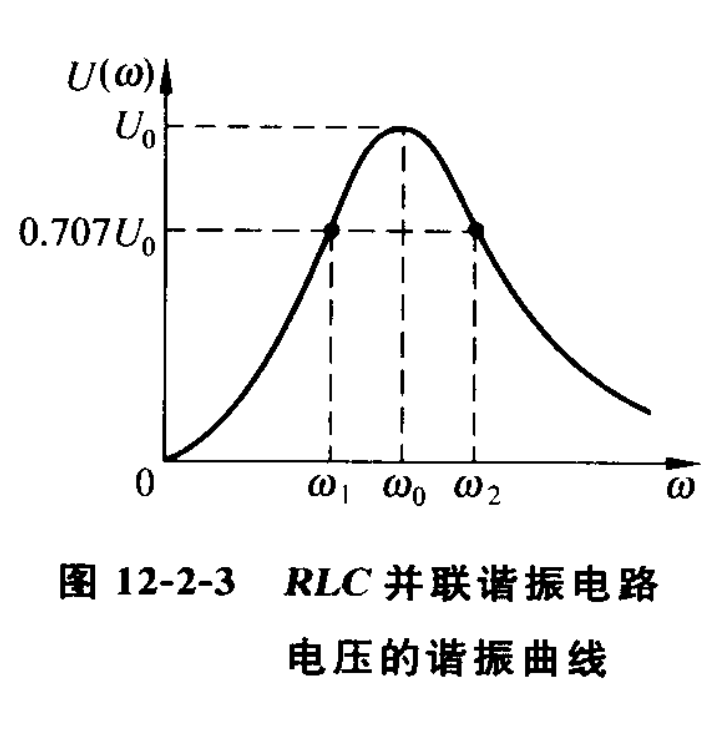 U(ω)
U₀
0.707U₀
0 ω₁ ω₀ ω₂ ω
图 12-2-3 RLC 并联谐振电路
电压的谐振曲线